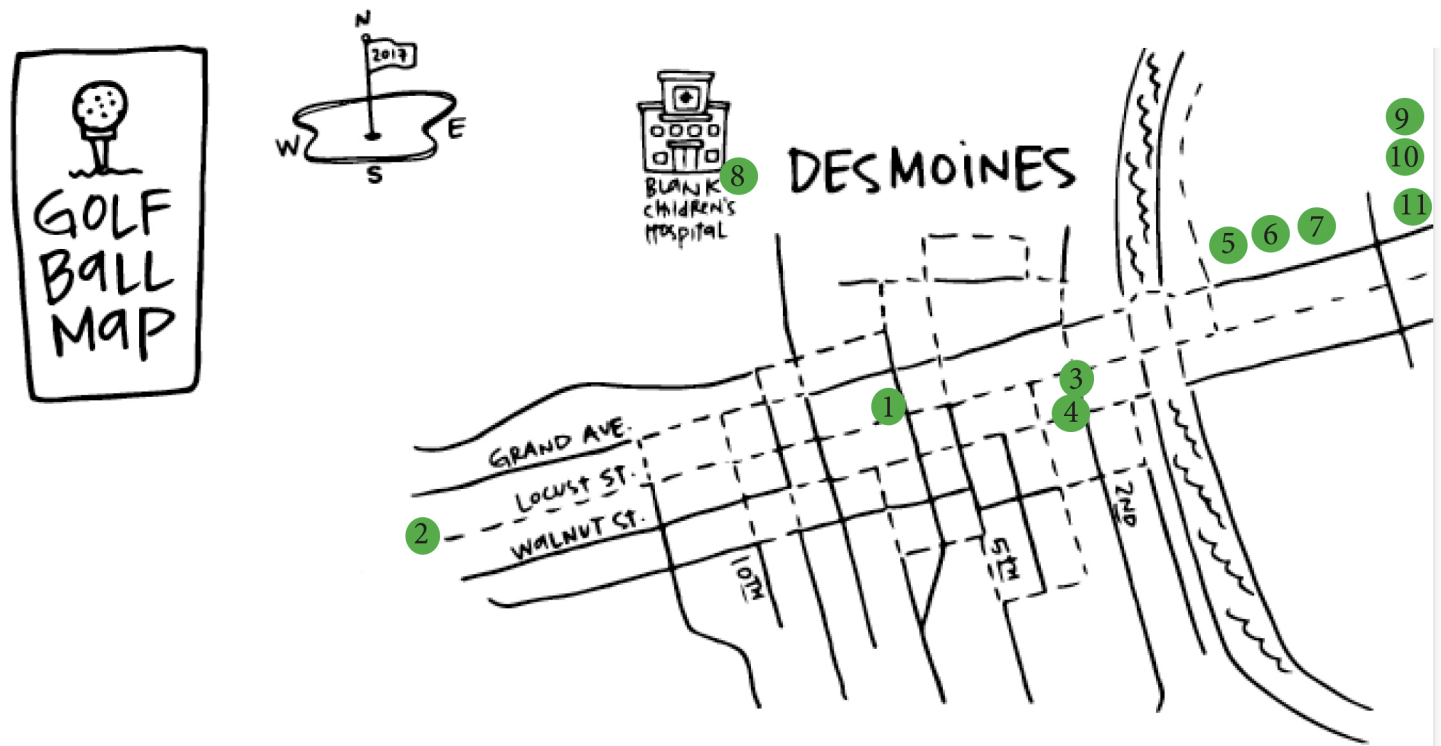 GOLF
BALL
MAP
N
2017
W
E
S
BLANK
CHILDREN'S
HOSPITAL
8
DESMOINES
9
10
11
5
6
7
GRAND AVE.
LOCUST ST.
WALNUT ST.
1
2
3
4
10TH
5TH
2ND